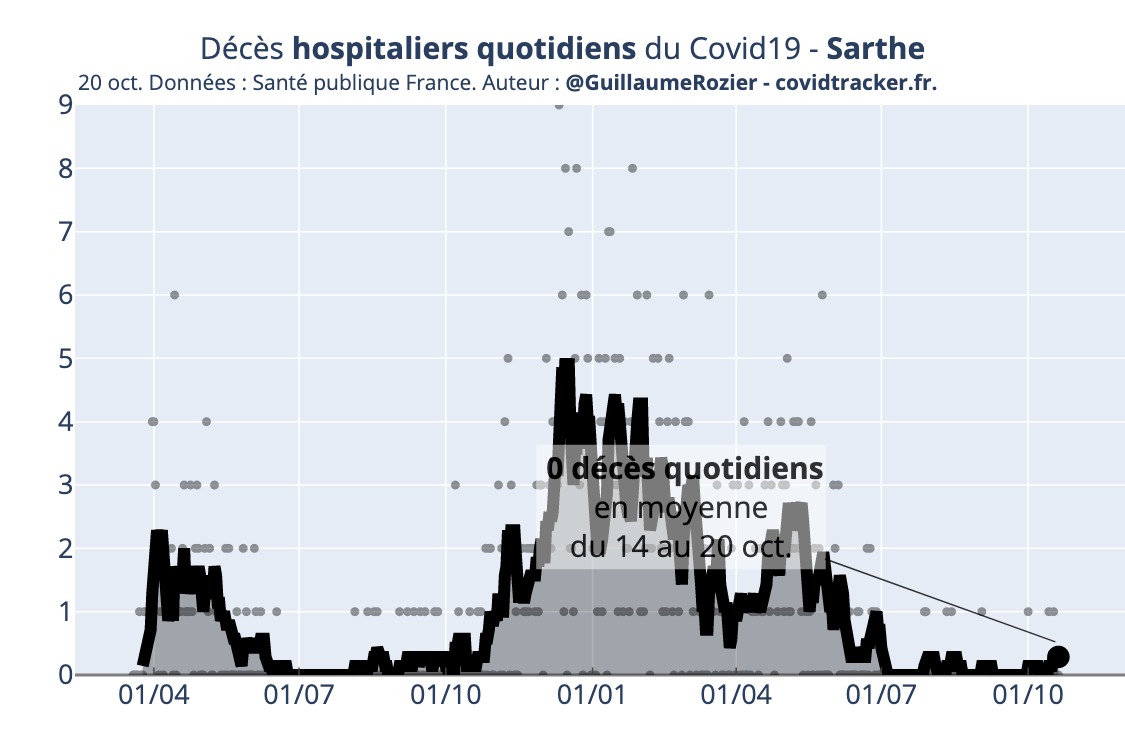 Décès hospitaliers quotidiens du Covid19 - Sarthe
20 oct. Données : Santé publique France. Auteur : @GuillaumeRozier - covidtracker.fr.
9
8
7
6
5
4
3
2
1
0
0 décès quotidiens
en moyenne
du 14 au 20 oct.
01/04 01/07 01/10 01/01 01/04 01/07 01/10